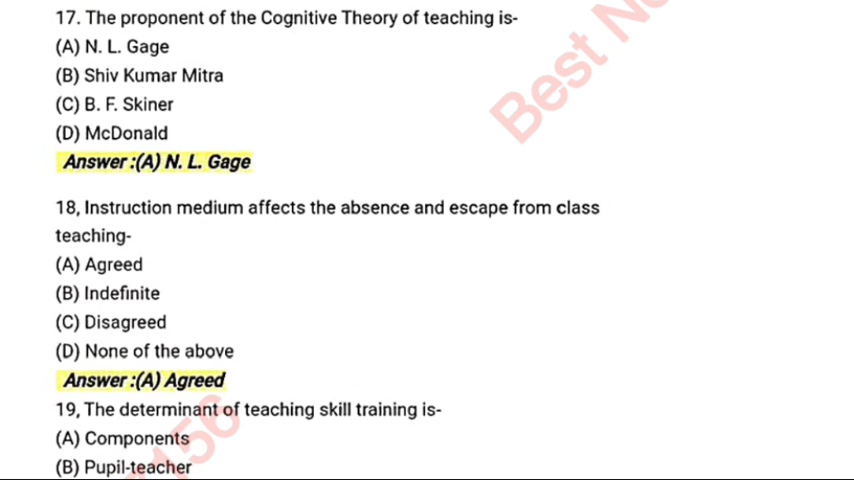 17. The proponent of the Cognitive Theory of teaching is-
(A) N. L. Gage
(B) Shiv Kumar Mitra
(C) B. F. Skiner
(D) McDonald
Answer :(A) N. L. Gage
18, Instruction medium affects the absence and escape from class
teaching-
(A) Agreed
(B) Indefinite
(C) Disagreed
(D) None of the above
Answer :(A) Agreed
19, The determinant of teaching skill training is-
(A) Components
(B) Pupil-teacher
Best
156